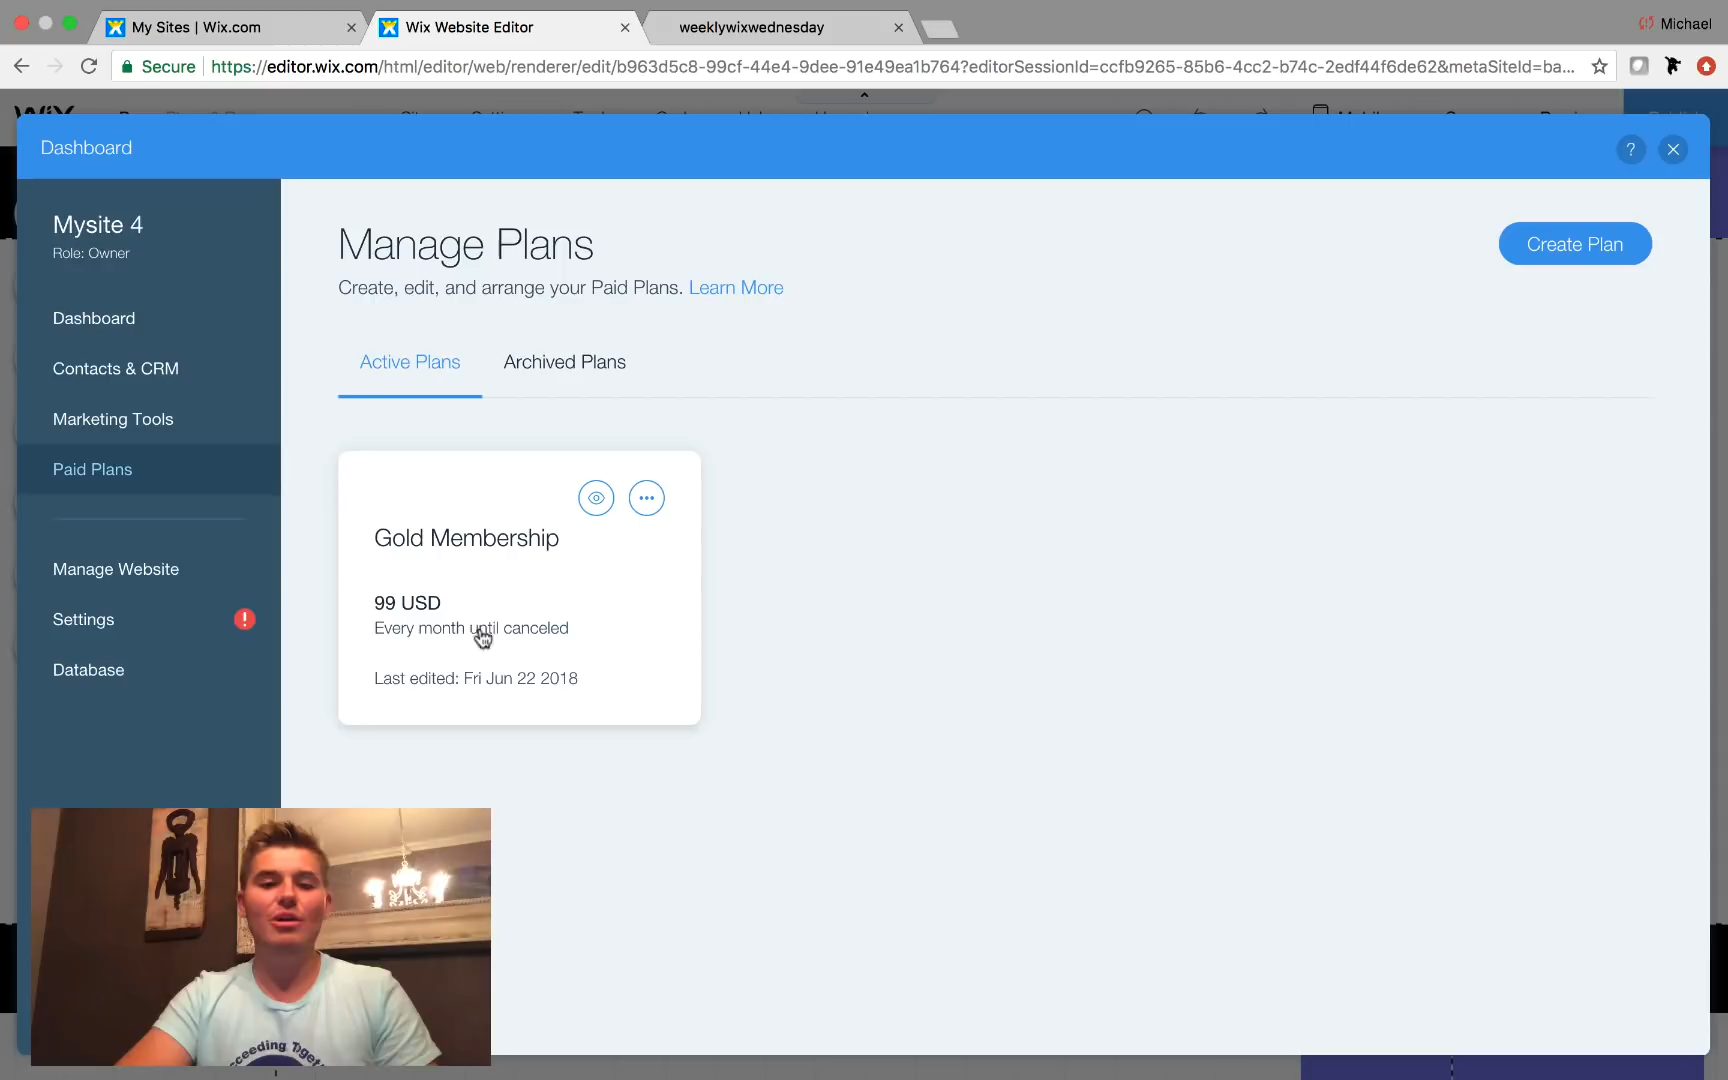 My Sites | Wix.com
Wix Website Editor
weeklywixwednesday
Michael
Secure
https://editor.wix.com/html/editor/web/renderer/edit/b963d5c8-99cf-44e4-9dee-91e49ea1b764?editorSessionId=ccfb9265-85b6-4cc2-b74c-2edf44f6de62&metaSiteId=ba...
WiX
Dashboard
?
Mysite 4
Role: Owner
Dashboard
Contacts & CRM
Marketing Tools
Paid Plans
Manage Website
Settings
!
Database
Manage Plans
Create Plan
Create, edit, and arrange your Paid Plans. Learn More
Active Plans
Archived Plans
Gold Membership
99 USD
Every month until canceled
Last edited: Fri Jun 22 2018